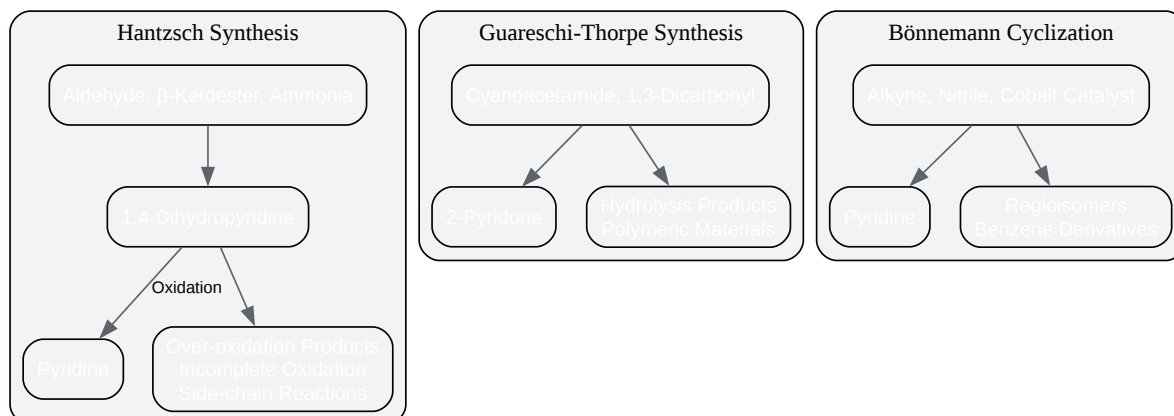 Hantzsch Synthesis
Aldehyde, β-Ketoester, Ammonia
1,4-Dihydropyridine
Oxidation
Pyridine
Over-oxidation Products
Incomplete Oxidation
Side-chain Reactions
Guareschi-Thorpe Synthesis
Cyanoacetamide, 1,3-Dicarbonyl
2-Pyridone
Hydrolysis Products
Polymeric Materials
Bönnemann Cyclization
Alkyne, Nitrile, Cobalt Catalyst
Pyridine
Regioisomers
Benzene Derivatives